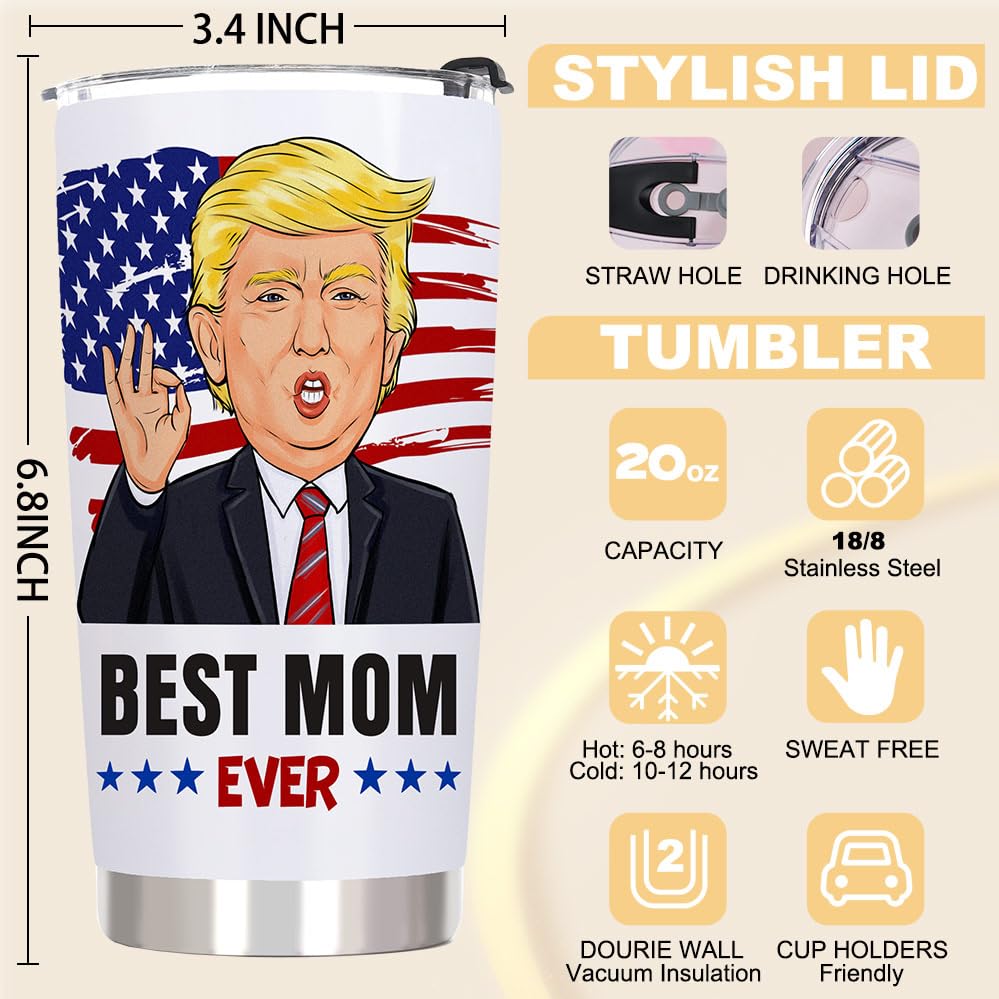 3.4 INCH
6.8INCH
BEST MOM
EVER
STYLISH LID
STRAW HOLE
DRINKING HOLE
TUMBLER
20OZ
CAPACITY
18/8
Stainless Steel
Hot: 6-8 hours
Cold: 10-12 hours
SWEAT FREE
2
DOURIE WALL
Vacuum Insulation
CUP HOLDERS
Friendly